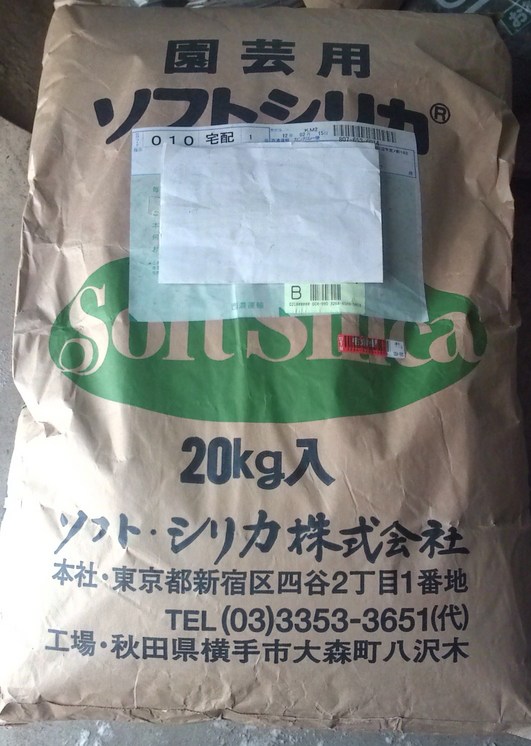 園芸用
ソフトシリカ®
010 宅配 1
B
Soft Silica
20kg入
ソフト・シリカ株式会社
本社・東京都新宿区四谷2丁目1番地
TEL(03)3353-3651(代)
工場・秋田県横手市大森町八沢木